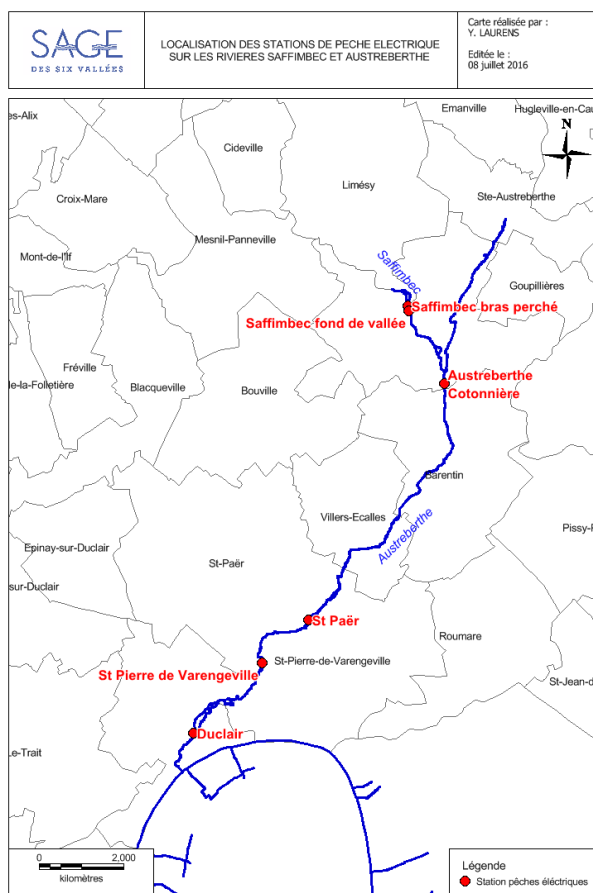 SAGE
DES SIX VALLÉES
LOCALISATION DES STATIONS DE PECHE ELECTRIQUE
SUR LES RIVIERES SAFFIMBEC ET AUSTREBERTHE
Carte réalisée par :
Y. LAURENS
Editée le :
08 juillet 2016
es-Alix
Emanville
Hugleville-en-Cau
N
Cideville
Limésy
Croix-Mare
Ste-Austreberthe
Mesnil-Panneville
Mont-de-l'If
Saffimbec
Goupillières
Saffimbec bras perché
Saffimbec fond de vallée
Fréville
Austreberthe
Cotonnière
le-la-Folletière
Blacqueville
Bouville
Barentin
Villers-Ecalles
Austreberthe
Pissy-P
Epinay-sur-Duclair
St-Paër
sur-Duclair
St Paër
Roumare
St-Pierre-de-Varengeville
St Pierre de Varengeville
St-Jean-d
Duclair
Le-Trait
0 2,000
kilomètres
Légende
Station pêches éléctriques